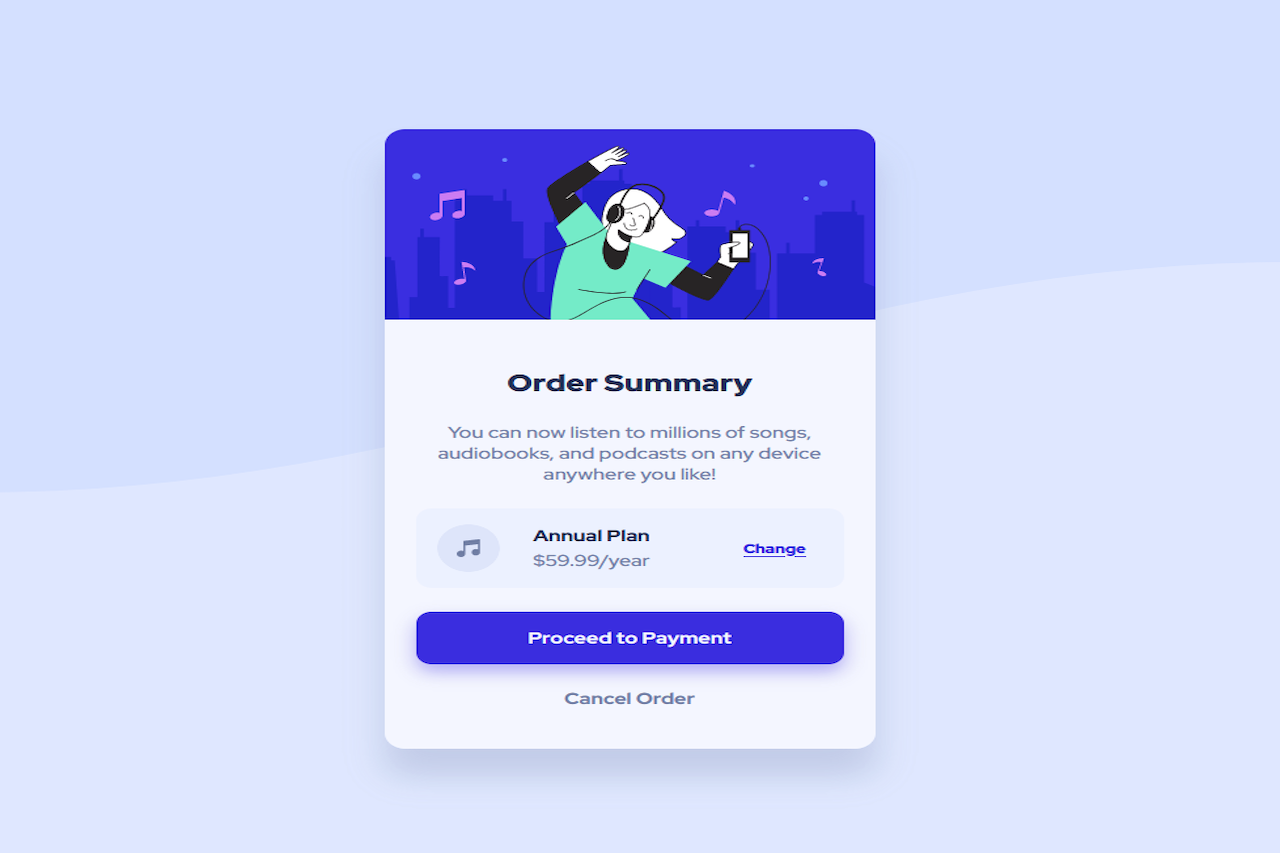 Order Summary
You can now listen to millions of songs,
audiobooks, and podcasts on any device
anywhere you like!
Annual Plan
$59.99/year
Change
Proceed to Payment
Cancel Order